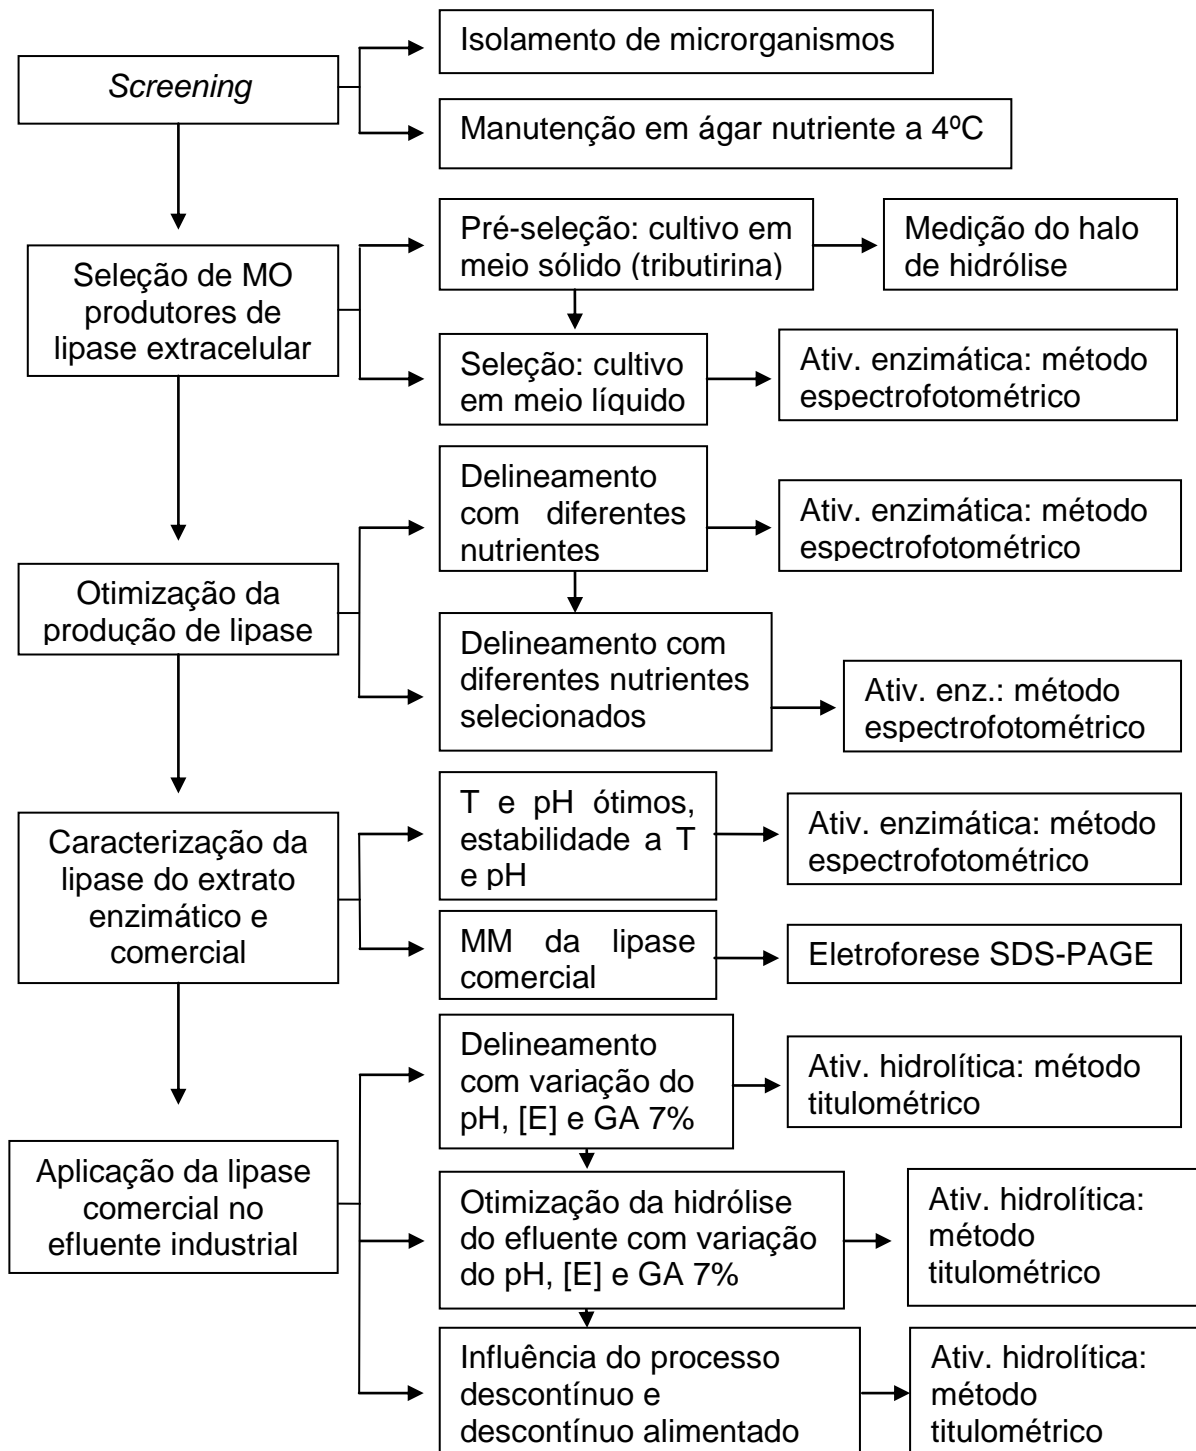 Screening
Isolamento de microrganismos
Manutenção em ágar nutriente a 4ºC
Seleção de MO
produtores de
lipase extracelular
Pré-seleção: cultivo em
meio sólido (tributirina)
Medição do halo
de hidrólise
Seleção: cultivo
em meio líquido
Ativ. enzimática: método
espectrofotométrico
Otimização da
produção de lipase
Delineamento
com diferentes
nutrientes
Ativ. enzimática: método
espectrofotométrico
Delineamento com
diferentes nutrientes
selecionados
Ativ. enz.: método
espectrofotométrico
Caracterização da
lipase do extrato
enzimático e
comercial
T e pH ótimos,
estabilidade a T
e pH
Ativ. enzimática: método
espectrofotométrico
MM da lipase
comercial
Eletroforese SDS-PAGE
Aplicação da lipase
comercial no
efluente industrial
Delineamento
com variação do
pH, [E] e GA 7%
Ativ. hidrolítica: método
titulométrico
Otimização da hidrólise
do efluente com variação
do pH, [E] e GA 7%
Ativ. hidrolítica:
método
titulométrico
Influência do processo
descontínuo e
descontínuo alimentado
Ativ. hidrolítica:
método
titulométrico